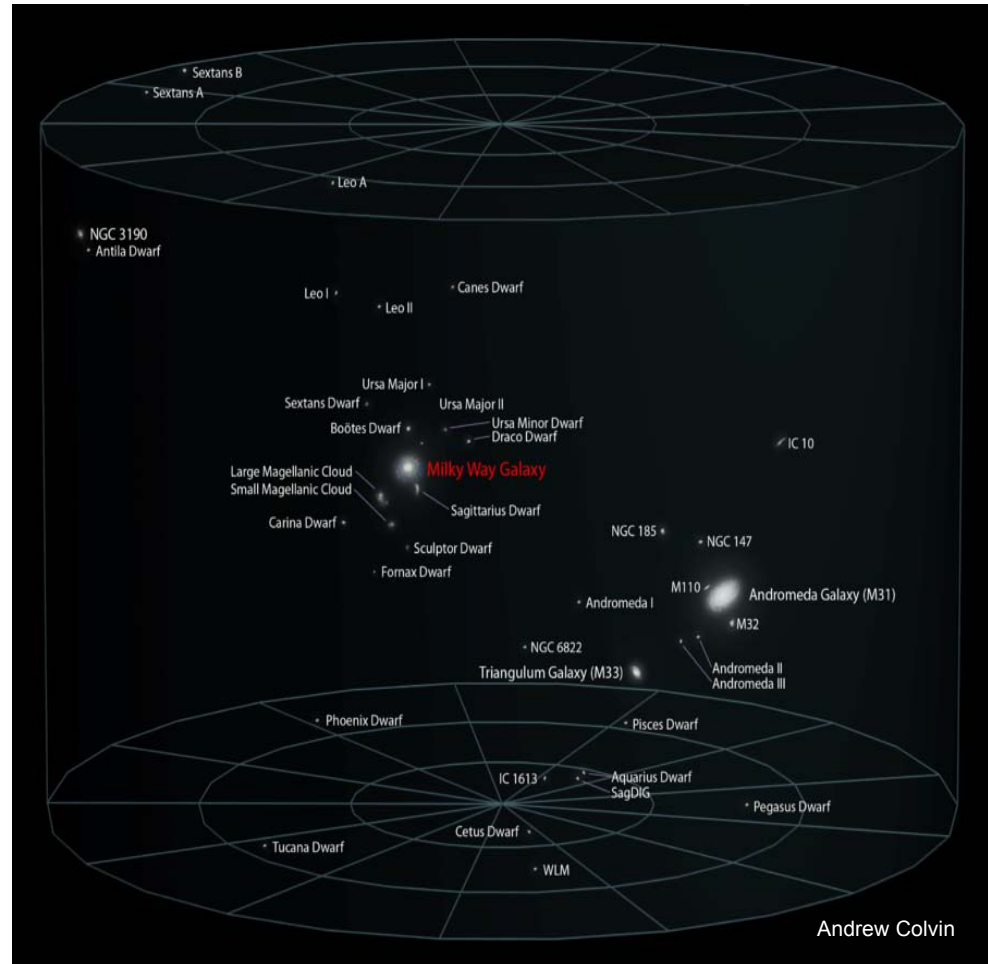 Sextans B
Sextans A
Leo A
NGC 3190
Antila Dwarf
Canes Dwarf
Leo I
Leo II
Ursa Major I
Sextans Dwarf
Ursa Major II
Ursa Minor Dwarf
Boötes Dwarf
Draco Dwarf
IC 10
Milky Way Galaxy
Large Magellanic Cloud
Small Magellanic Cloud
Sagittarius Dwarf
Carina Dwarf
NGC 185
NGC 147
Sculptor Dwarf
Fornax Dwarf
M110
Andromeda Galaxy (M31)
Andromeda I
M32
NGC 6822
Andromeda II
Triangulum Galaxy (M33)
Andromeda III
Phoenix Dwarf
Pisces Dwarf
IC 1613
Aquarius Dwarf
SagDIG
Pegasus Dwarf
Cetus Dwarf
Tucana Dwarf
WLM
Andrew Colvin